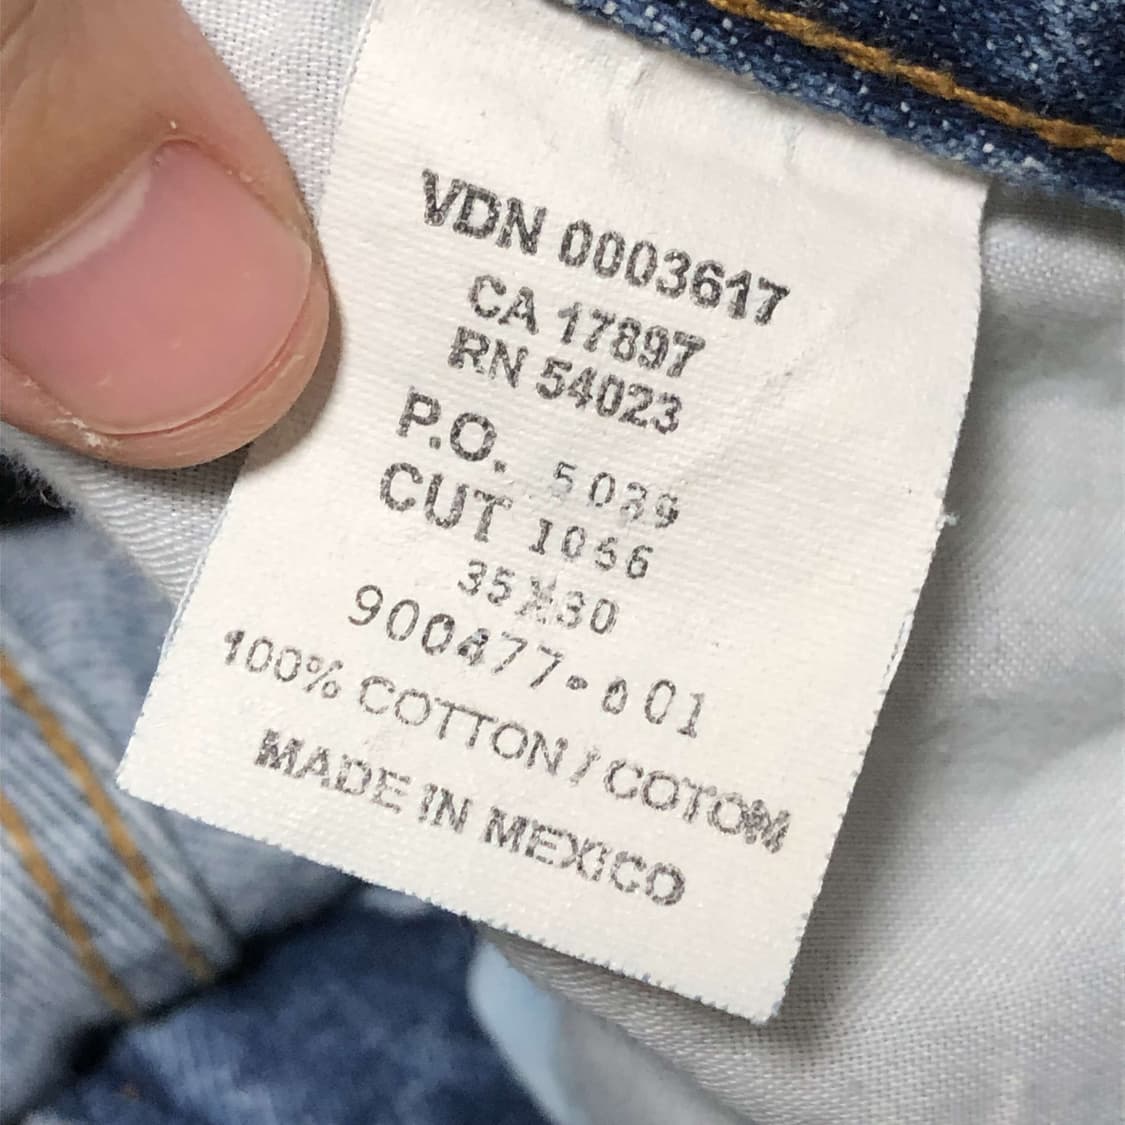 VDN 0003617
CA 17897
RN 54023
P.O. 5039
CUT 1056
35X30
900477-001
100% COTTON / COTON
MADE IN MEXICO